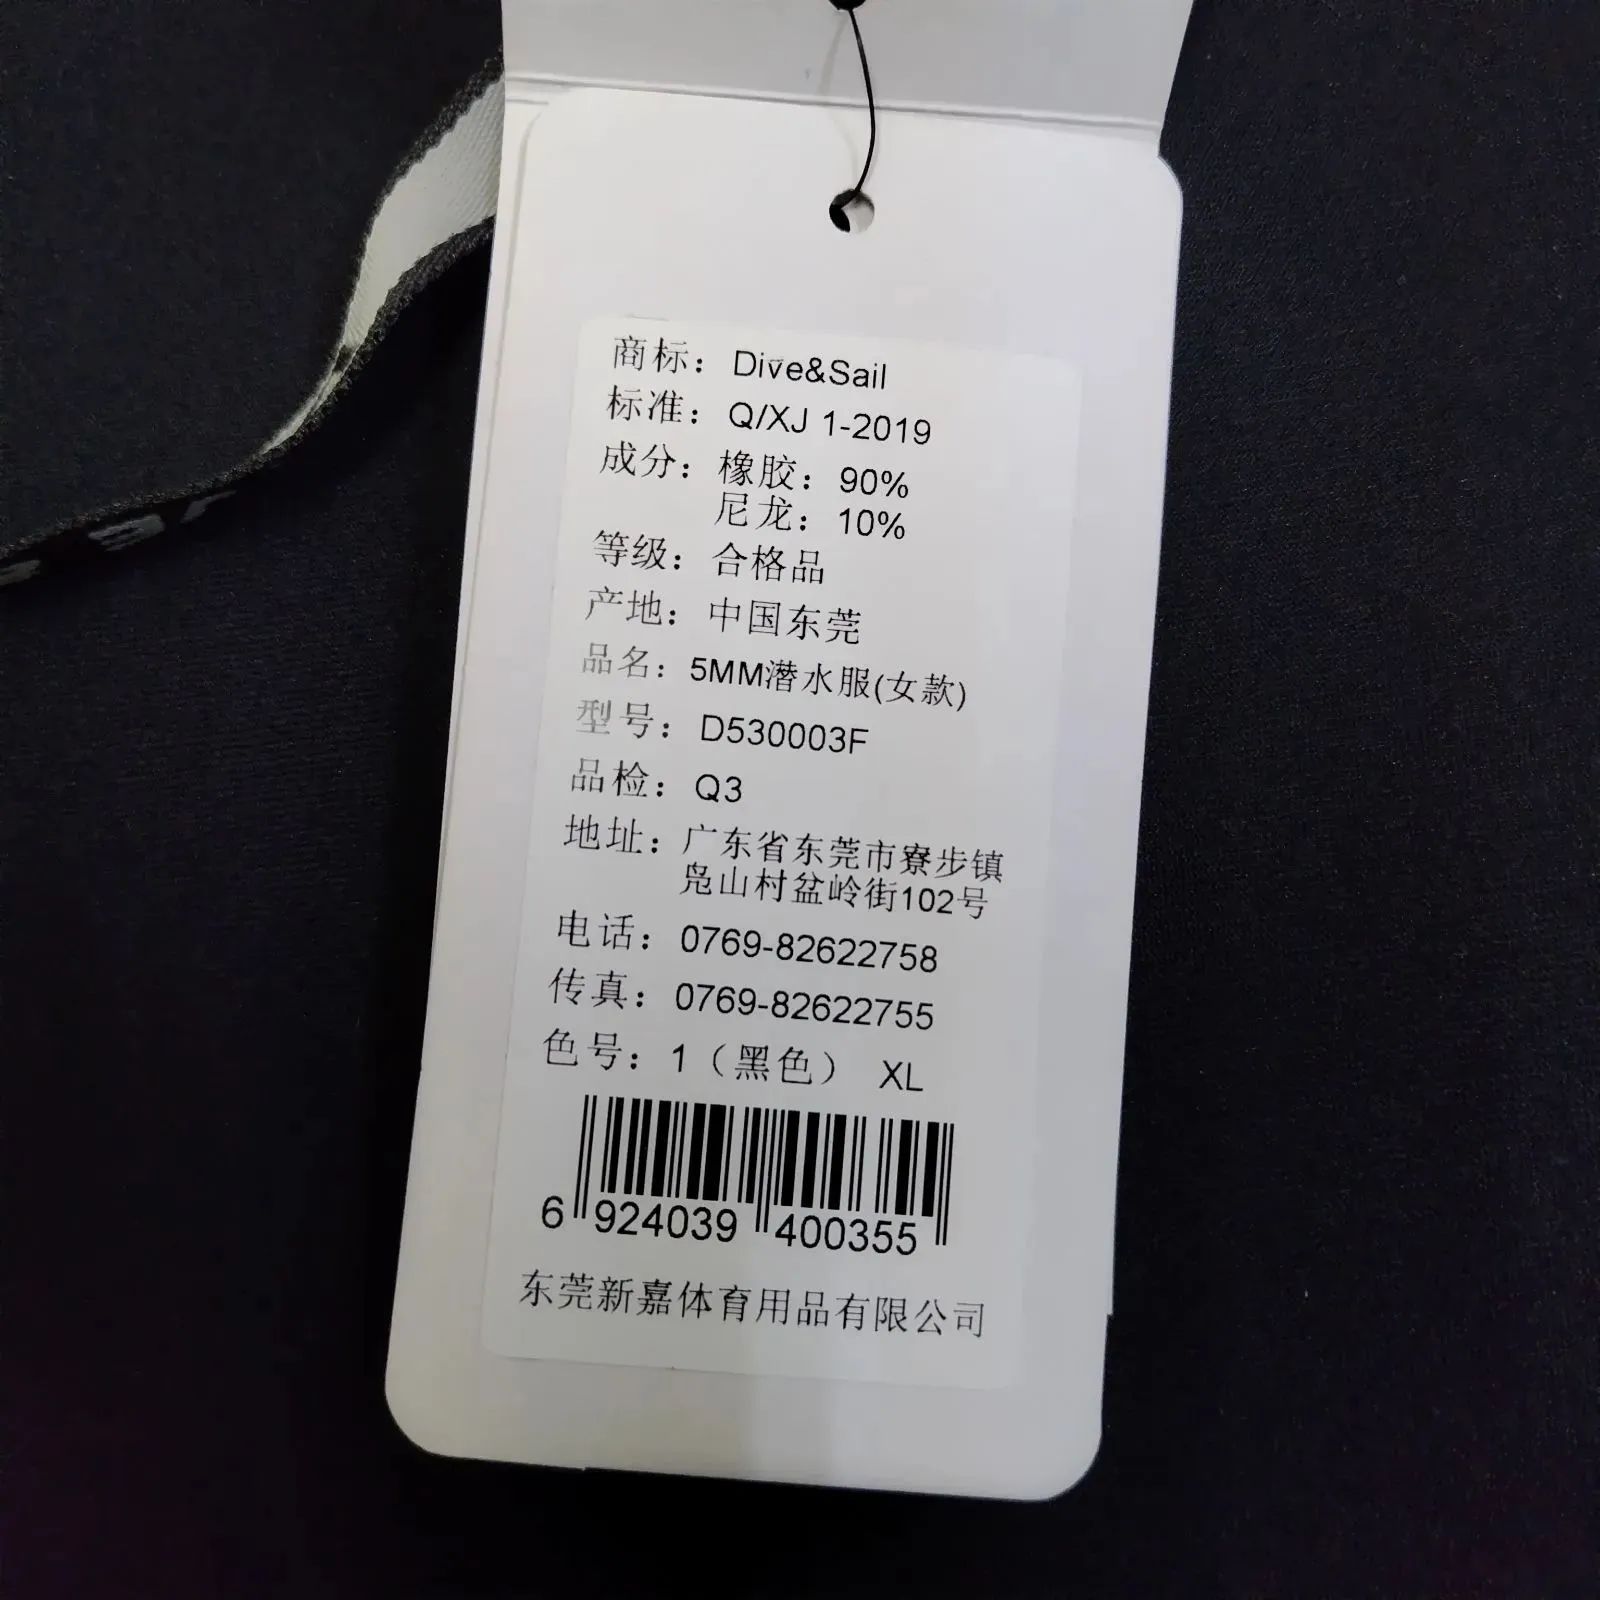 商标：Dive&Sail
标准：Q/XJ 1-2019
成分：橡胶：90%
尼龙：10%
等级：合格品
产地：中国东莞
品名：5MM潜水服(女款)
型号：D530003F
品检：Q3
地址：广东省东莞市寮步镇
凫山村盆岭街102号
电话：0769-82622758
传真：0769-82622755
色号：1（黑色） XL
6 924039 400355
东莞新嘉体育用品有限公司